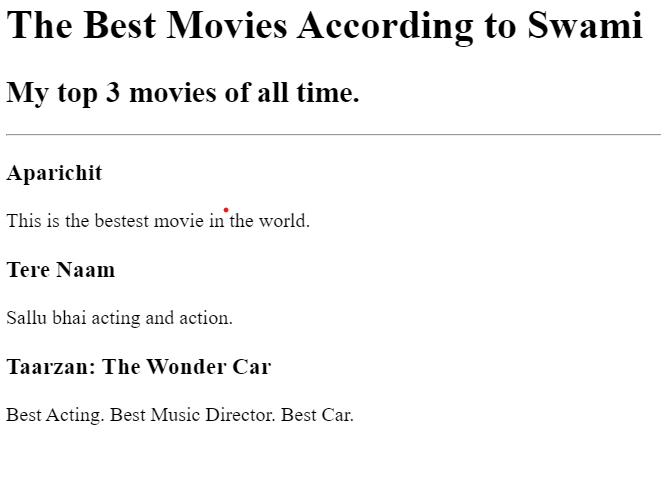 The Best Movies According to Swami
My top 3 movies of all time.
Aparichit
This is the bestest movie in the world.
Tere Naam
Sallu bhai acting and action.
Taarzan: The Wonder Car
Best Acting. Best Music Director. Best Car.